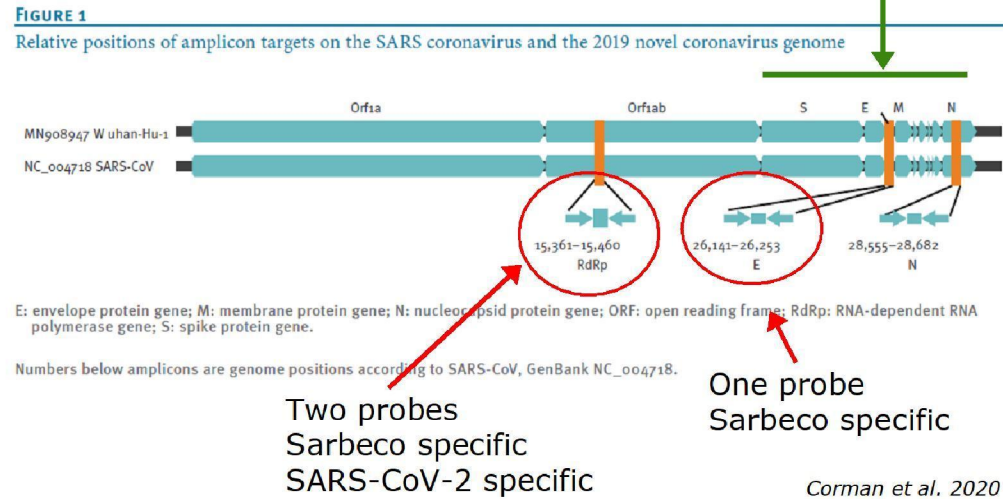 FIGURE 1
Relative positions of amplicon targets on the SARS coronavirus and the 2019 novel coronavirus genome
Orf1a Orf1ab S E M N
MN908947 W uhan-Hu-1
NC_004718 SARS-CoV
15,361–15,460 26,141–26,253 28,555–28,682
RdRp E N
E: envelope protein gene; M: membrane protein gene; N: nucleocapsid protein gene; ORF: open reading frame; RdRp: RNA-dependent RNA
polymerase gene; S: spike protein gene.
Numbers below amplicons are genome positions according to SARS-CoV, GenBank NC_004718.
Two probes
Sarbeco specific
SARS-CoV-2 specific
One probe
Sarbeco specific
Corman et al. 2020